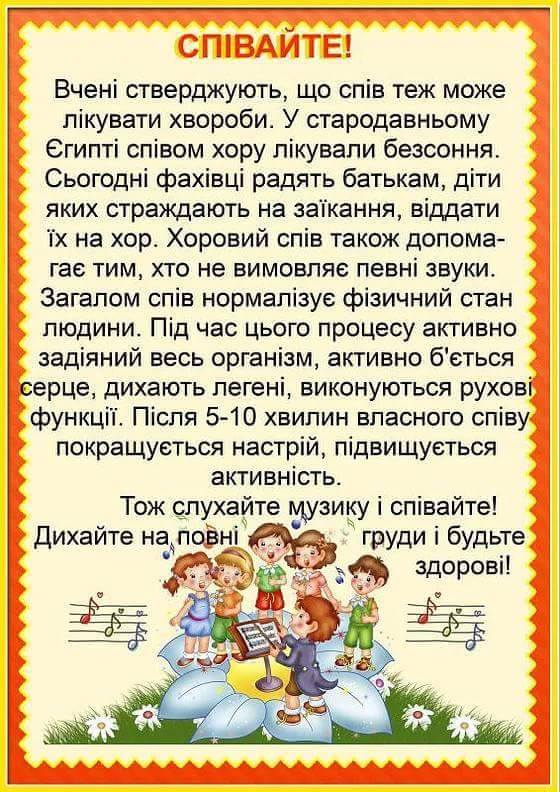 СПІВАЙТЕ!
Вчені стверджують, що спів теж може
лікувати хвороби. У стародавньому
Єгипті співом хору лікували безсоння.
Сьогодні фахівці радять батькам, діти
яких страждають на заїкання, віддати
їх на хор. Хоровий спів також допома-
гає тим, хто не вимовляє певні звуки.
Загалом спів нормалізує фізичний стан
людини. Під час цього процесу активно
задіяний весь організм, активно б'ється
серце, дихають легені, виконуються рухові
функції. Після 5-10 хвилин власного співу
покращується настрій, підвищується
активність.
Тож слухайте музику і співайте!
Дихайте на повні груди і будьте
здорові!